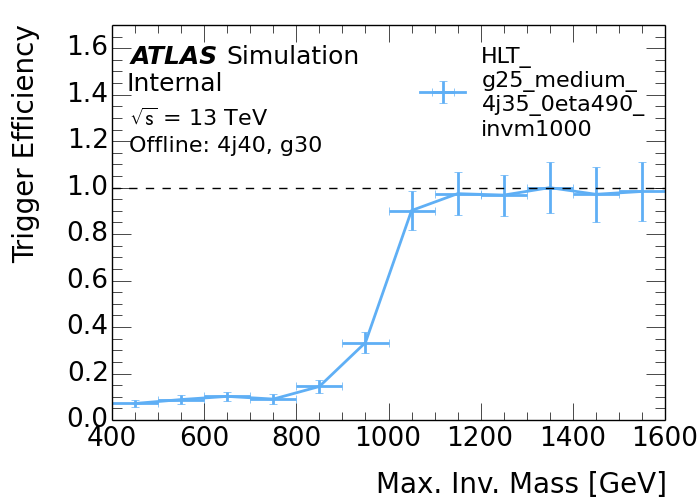 1.6
1.4
1.2
1.0
0.8
0.6
0.4
0.2
0.0
Trigger Efficiency
ATLAS Simulation
Internal
√s = 13 TeV
Offline: 4j40, g30
HLT_
g25_medium_
4j35_0eta490_
invm1000
400 600 800 1000 1200 1400 1600
Max. Inv. Mass [GeV]